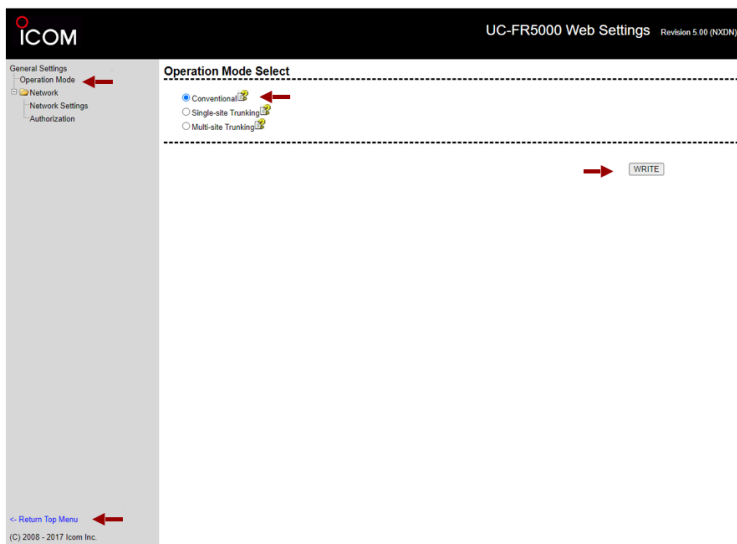 ICOM
UC-FR5000 Web Settings Revision 5.00 (NXDN)
General Settings
Operation Mode
Network
Network Settings
Authorization
Operation Mode Select
Conventional
Single-site Trunking
Multi-site Trunking
WRITE
<- Return Top Menu
(C) 2008 - 2017 Icom Inc.